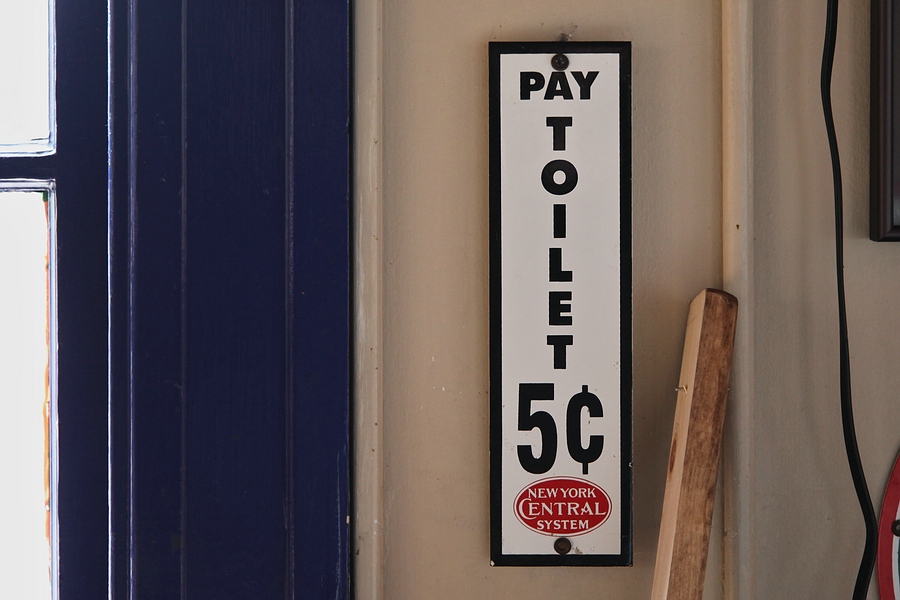 PAY
TOILET
5¢
NEW YORK
CENTRAL
SYSTEM